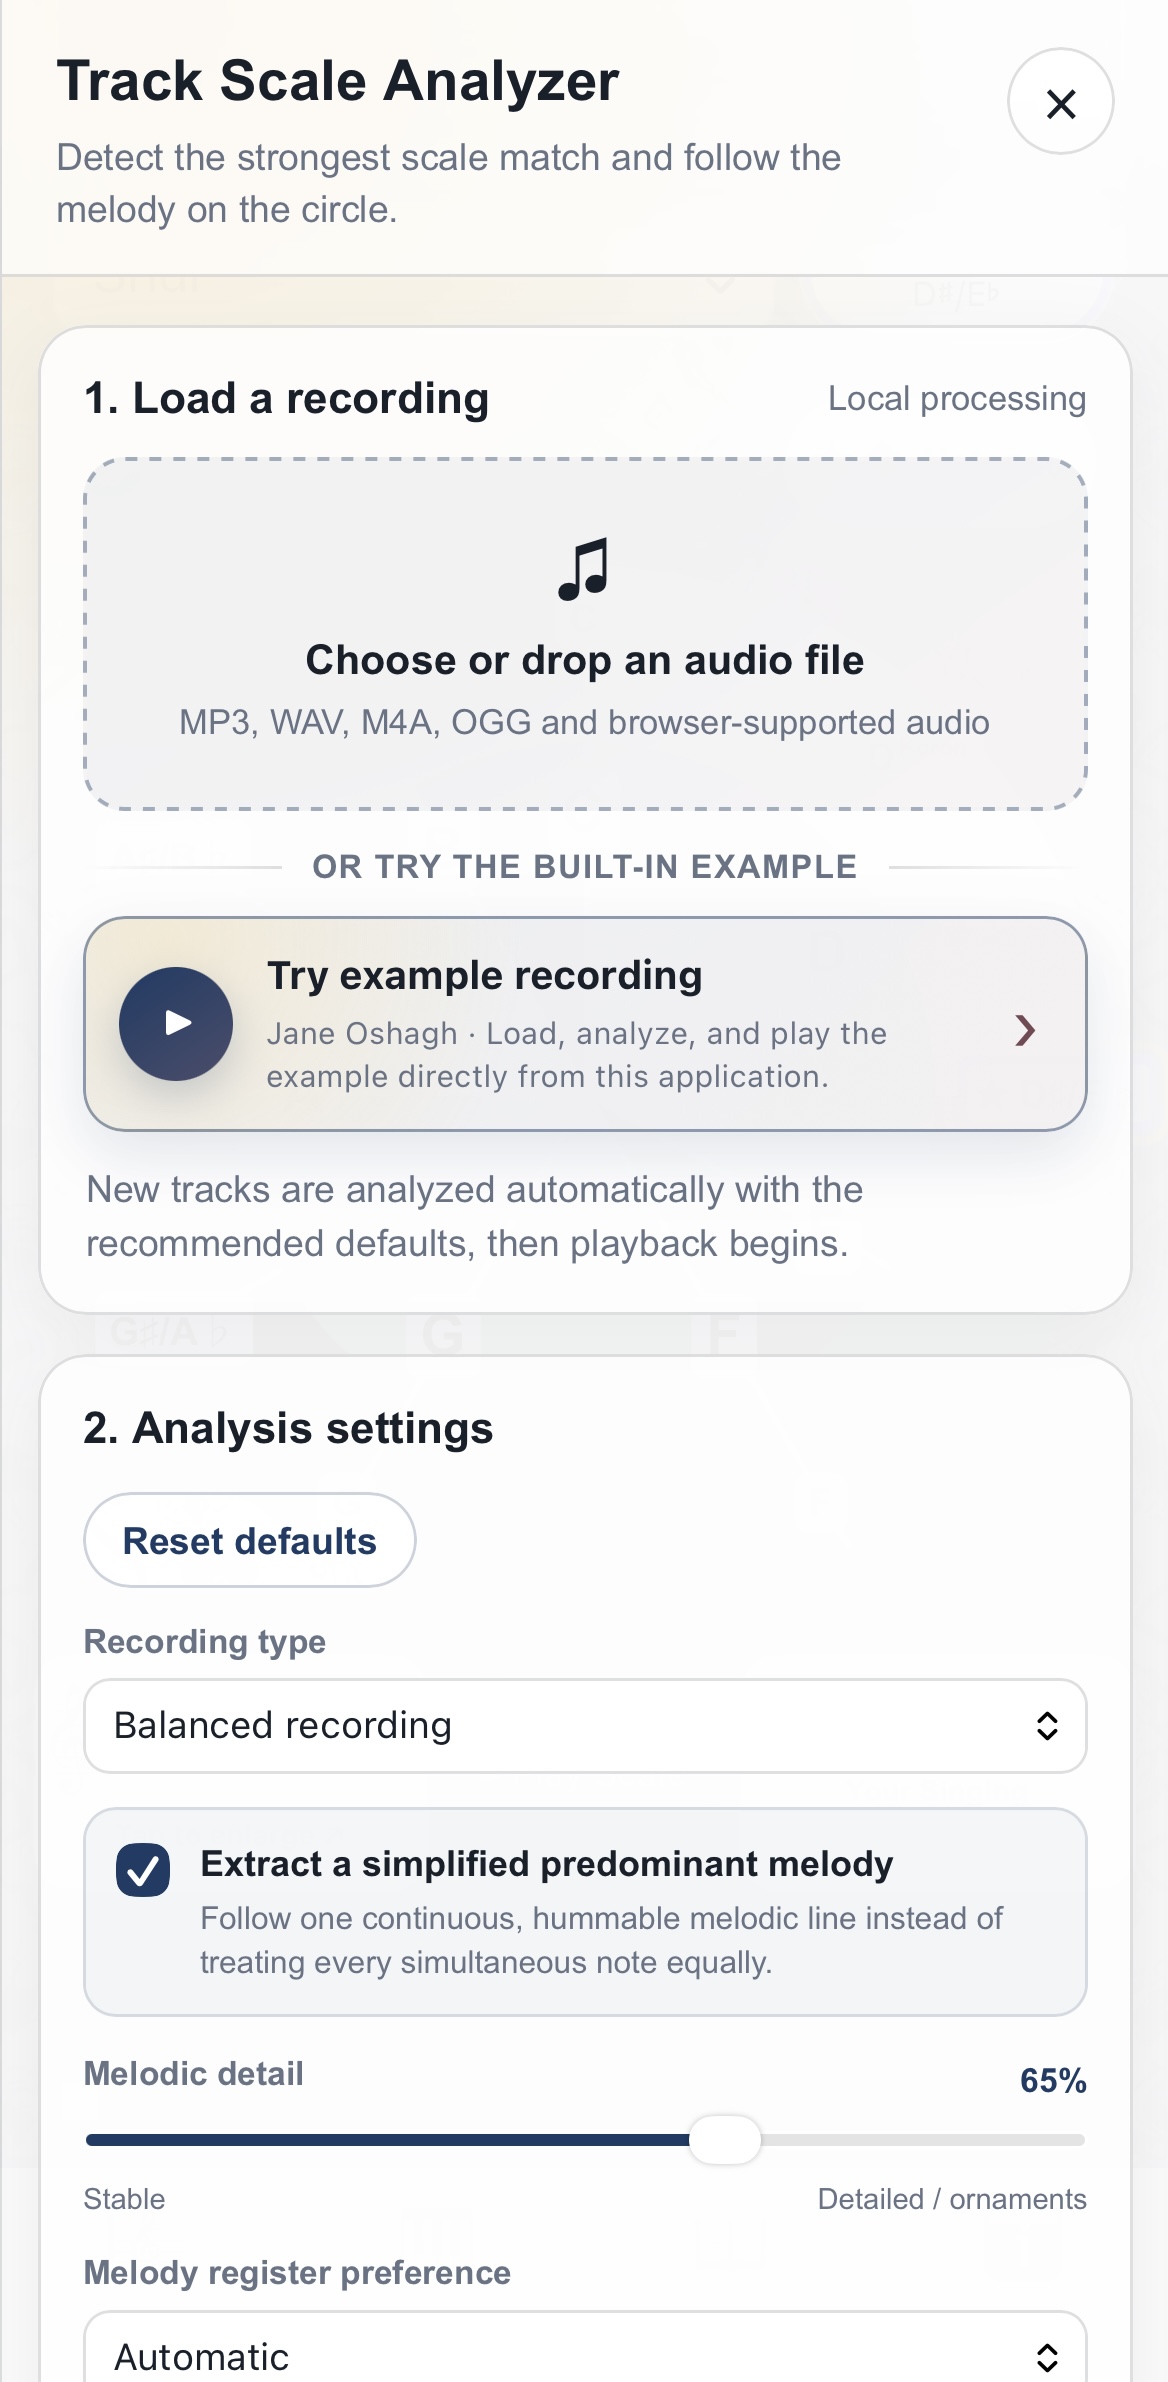 Track Scale Analyzer
Detect the strongest scale match and follow the
melody on the circle.
D♯/E♭
1. Load a recording
Local processing
Choose or drop an audio file
MP3, WAV, M4A, OGG and browser-supported audio
OR TRY THE BUILT-IN EXAMPLE
Try example recording
Jane Oshagh · Load, analyze, and play the
example directly from this application.
New tracks are analyzed automatically with the
recommended defaults, then playback begins.
G♯/A♭
G
F
2. Analysis settings
Reset defaults
Recording type
Balanced recording
Extract a simplified predominant melody
Follow one continuous, hummable melodic line instead of
treating every simultaneous note equally.
Melodic detail
65%
Stable
Detailed / ornaments
Melody register preference
Automatic